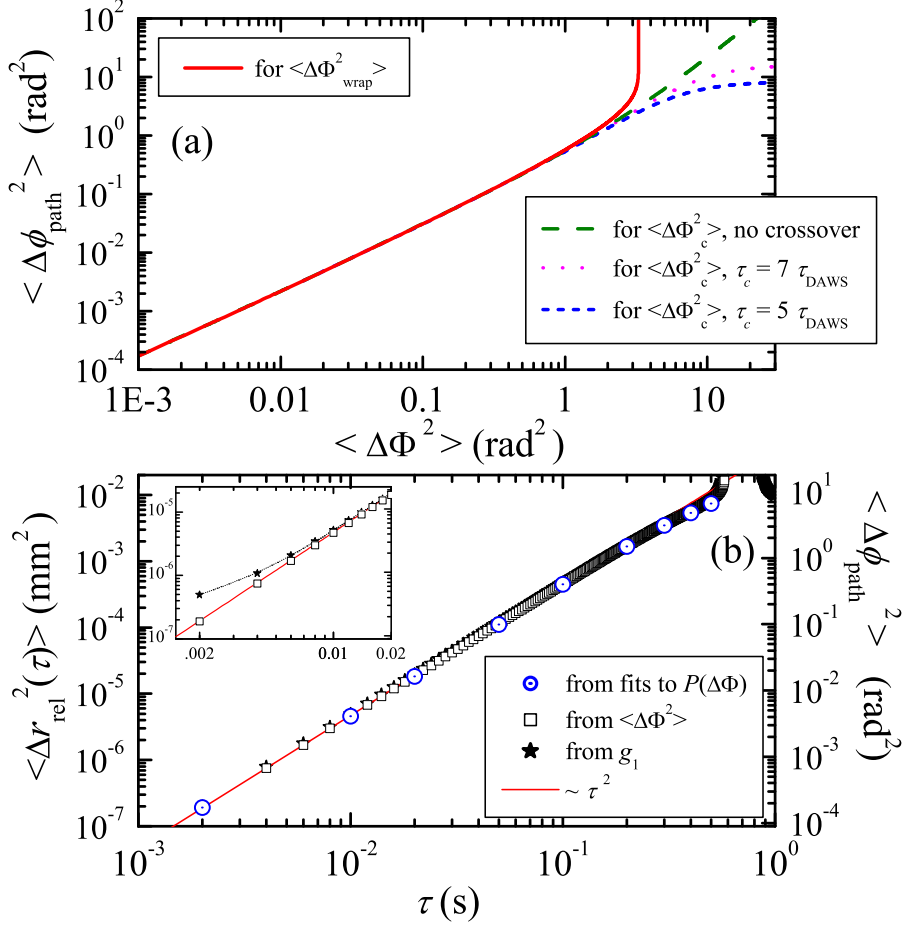 10^2
10^1
10^0
10^-1
10^-2
10^-3
10^-4
< Δϕ_path^2 > (rad^2)
for <ΔΦ^2_wrap>
(a)
for <ΔΦ^2_c>, no crossover
for <ΔΦ^2_c>, τ_c = 7 τ_DAWS
for <ΔΦ^2_c>, τ_c = 5 τ_DAWS
1E-3 0.01 0.1 1 10
< ΔΦ^2 > (rad^2)
10^-2
10^-3
10^-4
10^-5
10^-6
10^-7
<Δr_rel^2(τ)> (mm^2)
10^-5
10^-6
10^-7
.002 0.01 0.02
(b)
from fits to P(ΔΦ)
from <ΔΦ^2>
from g_1
~ τ^2
10^1
10^0
10^-1
10^-2
10^-3
10^-4
< Δϕ_path^2 > (rad^2)
10^-3 10^-2 10^-1 10^0
τ (s)